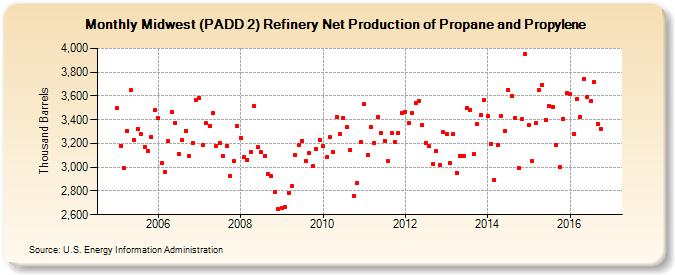 Monthly Midwest (PADD 2) Refinery Net Production of Propane and Propylene
Thousand Barrels
4,000
3,800
3,600
3,400
3,200
3,000
2,800
2,600
2006 2008 2010 2012 2014 2016
Source: U.S. Energy Information Administration